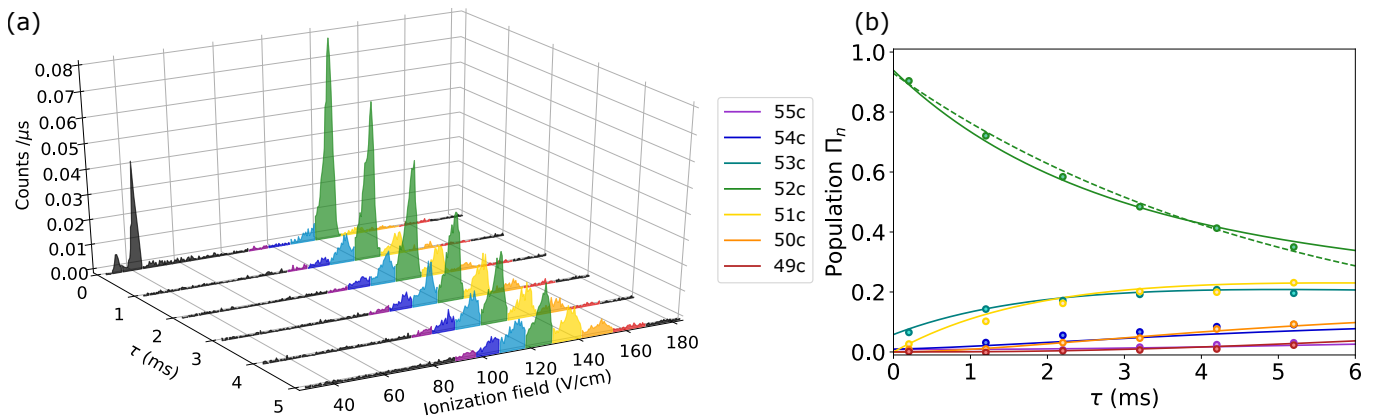 (a)
0.08
0.07
0.06
0.05
0.04
0.03
0.02
0.01
0.00
Counts /μs
0
1
2
3
4
5
τ (ms)
40
60
80
100
120
140
160
180
Ionization field (V/cm)
55c
54c
53c
52c
51c
50c
49c
(b)
1.0
0.8
0.6
0.4
0.2
0.0
Population Πn
0 1 2 3 4 5 6
τ (ms)